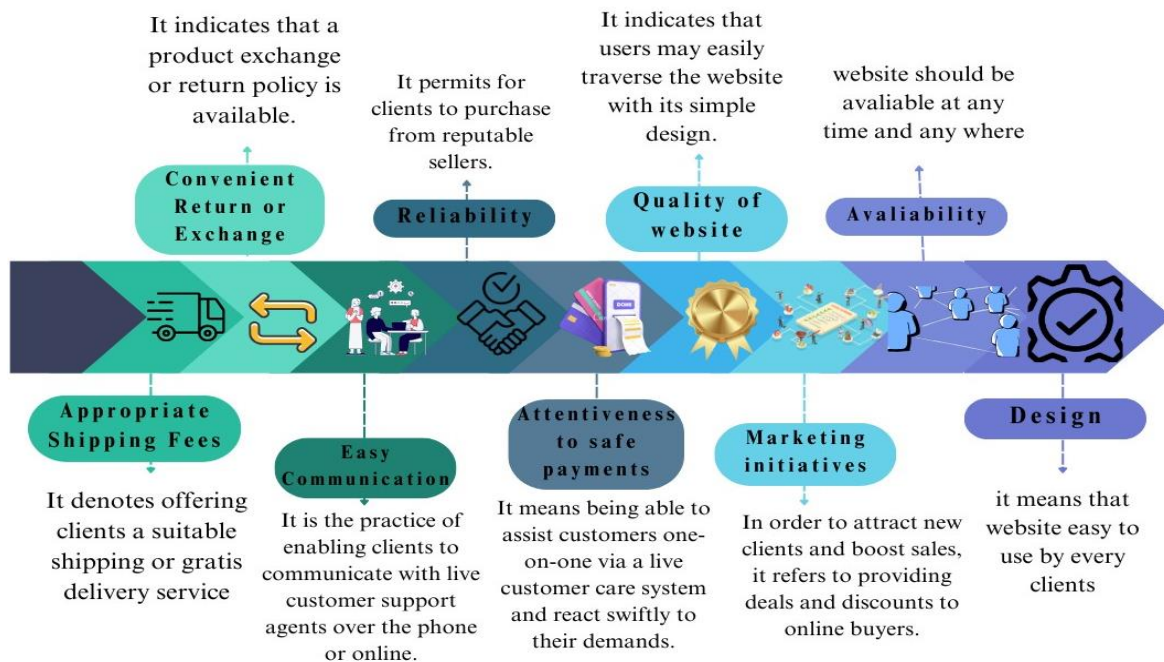 It indicates that a
product exchange
or return policy is
available.
Convenient
Return or
Exchange
It permits for
clients to purchase
from reputable
sellers.
Reliability
It indicates that
users may easily
traverse the website
with its simple
design.
Quality of
website
website should be
avaliable at any
time and any where
Avaliability
DONE
Appropriate
Shipping Fees
It denotes offering
clients a suitable
shipping or gratis
delivery service
Easy
Communication
It is the practice of
enabling clients to
communicate with live
customer support
agents over the phone
or online.
Attentiveness
to safe
payments
It means being able to
assist customers one-
on-one via a live
customer care system
and react swiftly to
their demands.
Marketing
initiatives
In order to attract new
clients and boost sales,
it refers to providing
deals and discounts to
online buyers.
Design
it means that
website easy to
use by every
clients